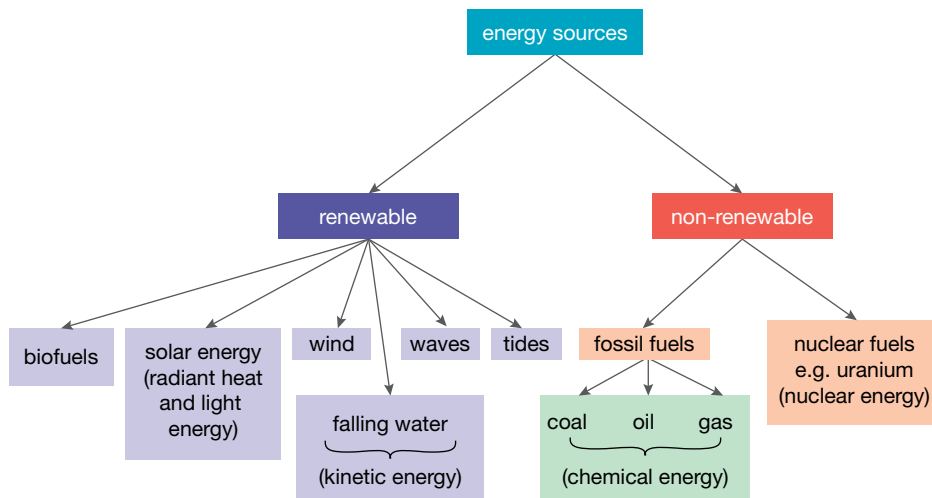 energy sources
renewable
non-renewable
biofuels
solar energy
(radiant heat
and light
energy)
wind
waves
tides
falling water
(kinetic energy)
fossil fuels
coal oil gas
(chemical energy)
nuclear fuels
e.g. uranium
(nuclear energy)